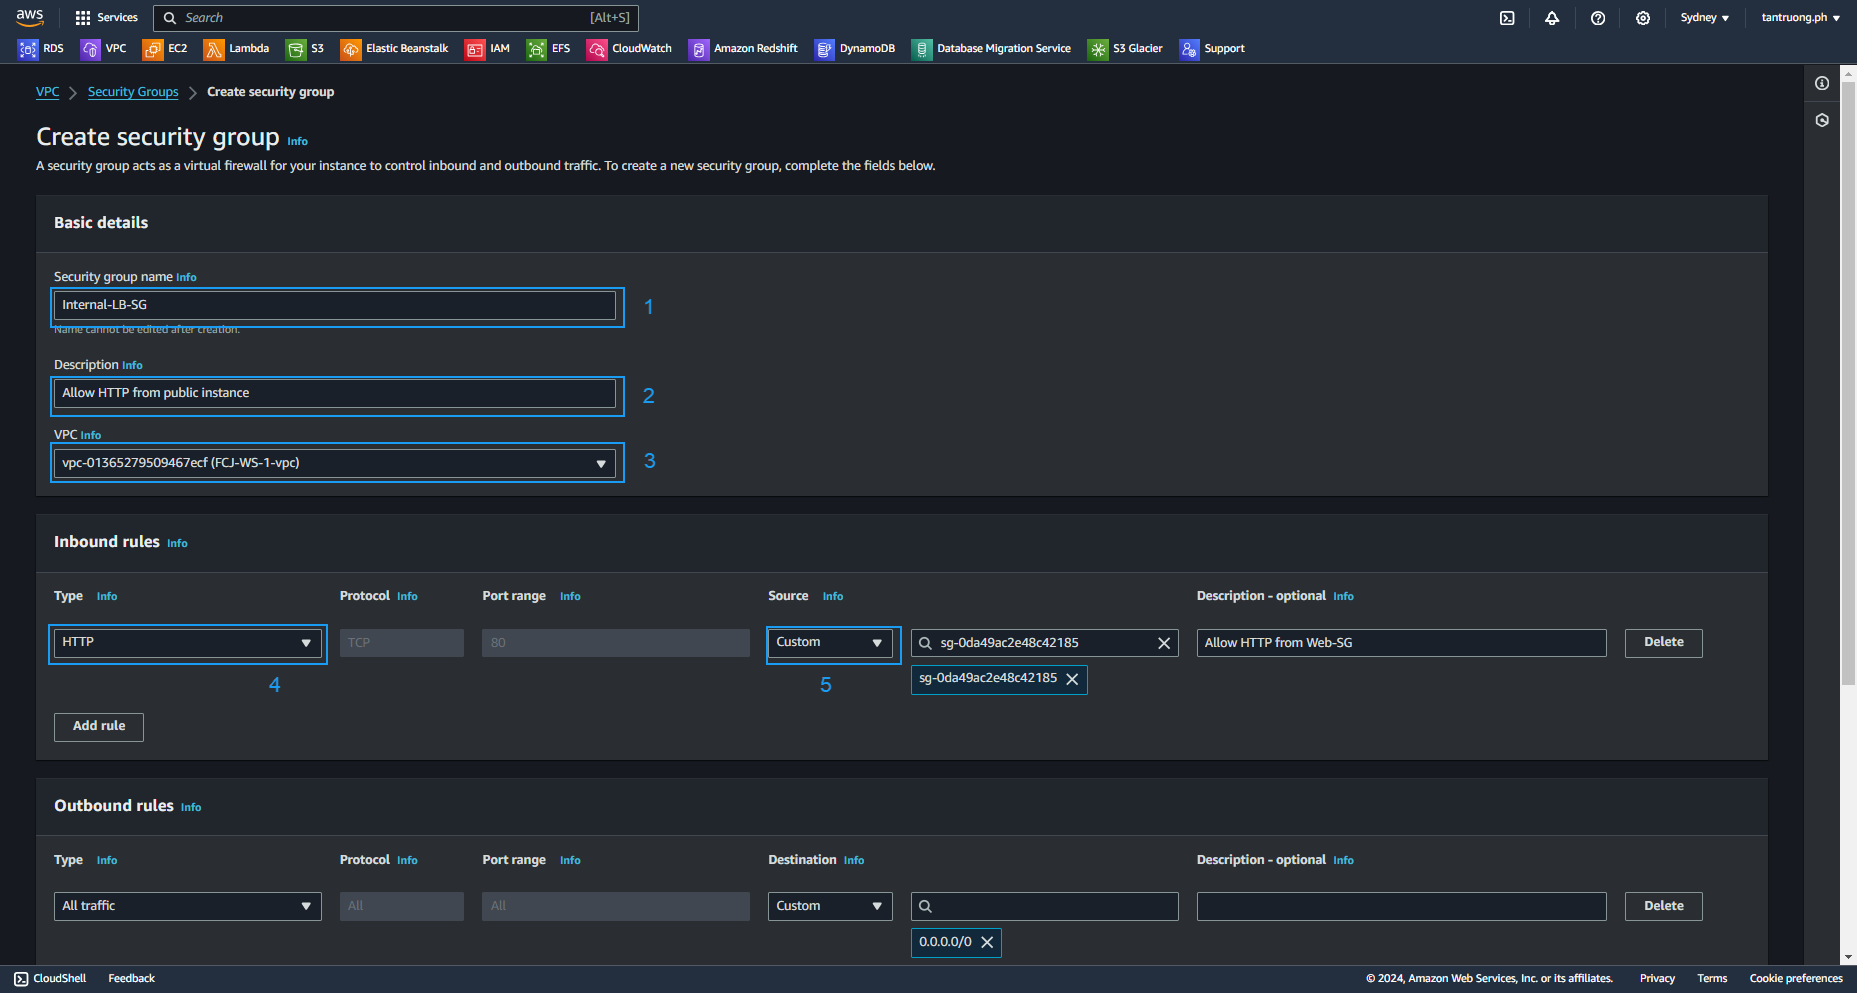 aws Services Search [Alt+S] Sydney tantruong.ph
RDS VPC EC2 Lambda S3 Elastic Beanstalk IAM EFS CloudWatch Amazon Redshift DynamoDB Database Migration Service S3 Glacier Support
VPC Security Groups Create security group
Create security group Info
A security group acts as a virtual firewall for your instance to control inbound and outbound traffic. To create a new security group, complete the fields below.
Basic details
Security group name Info
Internal-LB-SG 1
Name cannot be edited after creation.
Description Info
Allow HTTP from public instance 2
VPC Info
vpc-01365279509467ecf (FCJ-WS-1-vpc) 3
Inbound rules Info
Type Info Protocol Info Port range Info Source Info Description - optional Info
HTTP TCP 80 Custom sg-0da49ac2e48c42185 Allow HTTP from Web-SG Delete
sg-0da49ac2e48c42185
4 5
Add rule
Outbound rules Info
Type Info Protocol Info Port range Info Destination Info Description - optional Info
All traffic All All Custom Delete
0.0.0.0/0
CloudShell Feedback © 2024, Amazon Web Services, Inc. or its affiliates. Privacy Terms Cookie preferences